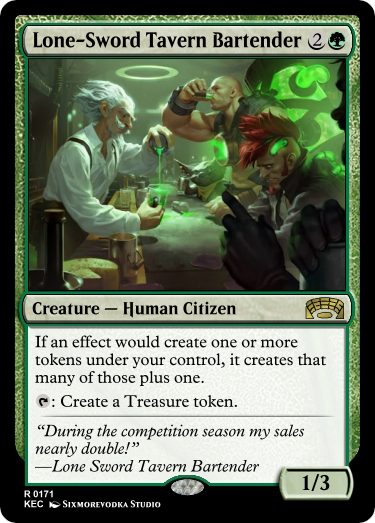 Lone-Sword Tavern Bartender 2
Creature — Human Citizen
If an effect would create one or more
tokens under your control, it creates that
many of those plus one.
: Create a Treasure token.
“During the competition season my sales
nearly double!”
—Lone Sword Tavern Bartender
1/3
R 0171
KEC Sixmorevodka Studio